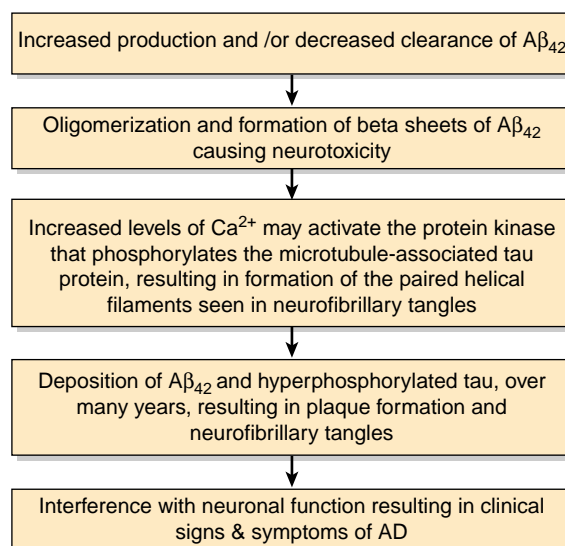 Increased production and /or decreased clearance of Aβ₄₂
Oligomerization and formation of beta sheets of Aβ₄₂
causing neurotoxicity
Increased levels of Ca²⁺ may activate the protein kinase
that phosphorylates the microtubule-associated tau
protein, resulting in formation of the paired helical
filaments seen in neurofibrillary tangles
Deposition of Aβ₄₂ and hyperphosphorylated tau, over
many years, resulting in plaque formation and
neurofibrillary tangles
Interference with neuronal function resulting in clinical
signs & symptoms of AD